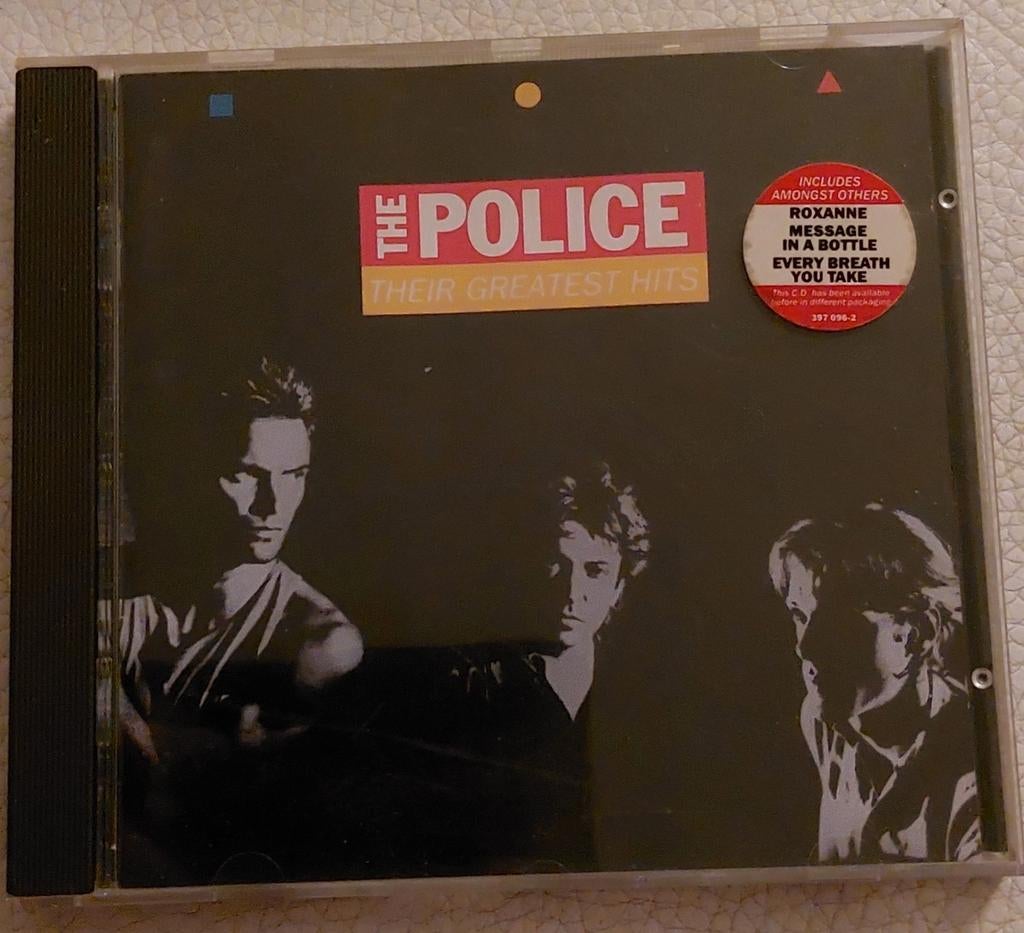 THE POLICE
THEIR GREATEST HITS
INCLUDES
AMONGST OTHERS
ROXANNE
MESSAGE
IN A BOTTLE
EVERY BREATH
YOU TAKE
This C.D. has been available
before in different packaging
397 096-2